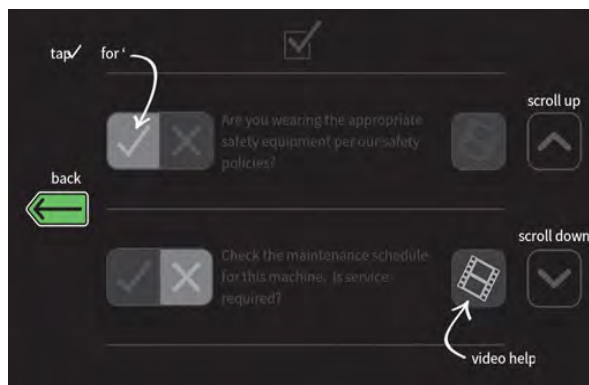 tap✓ for ‘
scroll up
Are you wearing the appropriate
safety equipment per our safety
policies?
back
scroll down
Check the maintenance schedule
for this machine. Is service
required?
video help